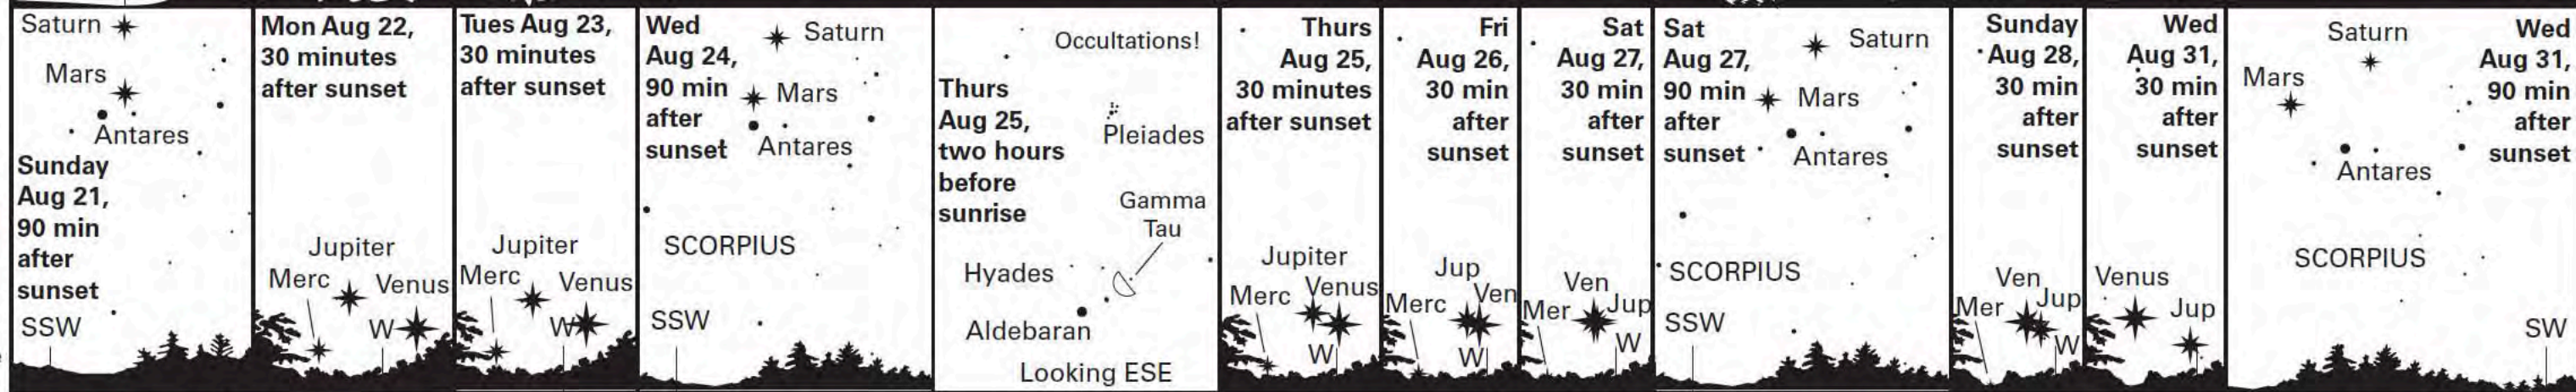 Saturn
Mars
Antares
Sunday
Aug 21,
90 min
after
sunset
SSW
Mon Aug 22,
30 minutes
after sunset
Jupiter
Merc
Venus
W
Tues Aug 23,
30 minutes
after sunset
Jupiter
Merc
Venus
W
Wed
Aug 24,
90 min
after
sunset
Saturn
Mars
Antares
SCORPIUS
SSW
Occultations!
Thurs
Aug 25,
two hours
before
sunrise
Pleiades
Gamma
Tau
Hyades
Aldebaran
Looking ESE
Thurs
Aug 25,
30 minutes
after sunset
Jupiter
Venus
Merc
W
Fri
Aug 26,
30 min
after
sunset
Jup
Ven
Merc
W
Sat
Aug 27,
30 min
after
sunset
Ven
Jup
Mer
W
Sat
Aug 27,
90 min
after
sunset
Saturn
Mars
Antares
SCORPIUS
SSW
Sunday
Aug 28,
30 min
after
sunset
Ven
Jup
Mer
W
Wed
Aug 31,
30 min
after
sunset
Venus
Jup
Saturn
Mars
Wed
Aug 31,
90 min
after
sunset
Antares
SCORPIUS
SW